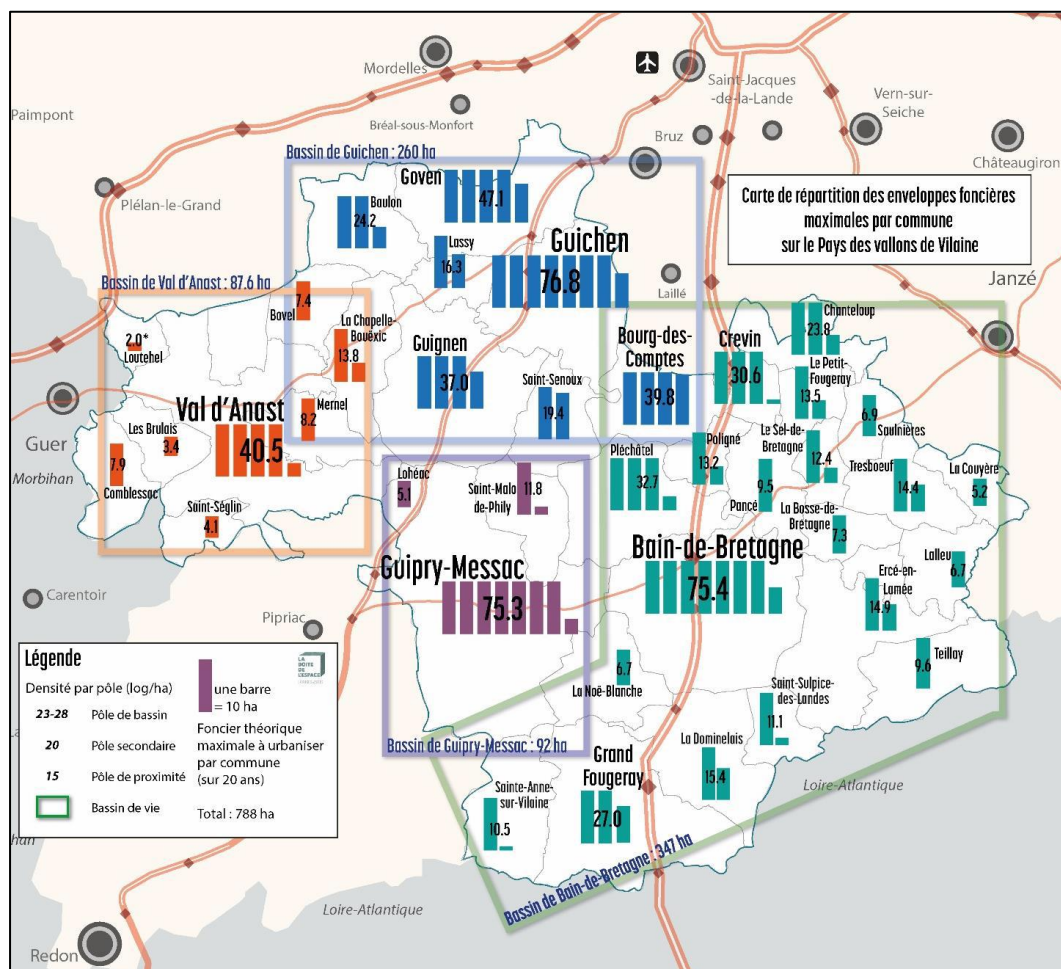 Mordelles
Saint-Jacques
-de-la-Lande
Vern-sur-
Seiche
Paimpont
Bréal-sous-Monfort
Bruz
Châteaugiron
Bassin de Guichen : 260 ha
Plélan-le-Grand
Goven
47.1
Baulon
24.2
Lassy
16.3
Guichen
76.8
Carte de répartition des enveloppes foncières
maximales par commune
sur le Pays des vallons de Vilaine
Laillé
Janzé
Bassin de Val d'Anast : 87.6 ha
7.4
Bovel
2.0*
Loutehel
La Chapelle-
Bouëxic
13.8
Guignen
37.0
Saint-Senoux
19.4
Bourg-des-
Comptes
39.8
Crevin
30.6
Chanteloup
23.8
Le Petit-
Fougeray
13.5
6.9
Saulnières
Val d'Anast
40.5
Mernel
8.2
Guer
Morbihan
Les Brulais
3.4
7.9
Comblessac
Saint-Séglin
4.1
Lohéac
5.1
Saint-Malo
de-Phily
11.8
Pléchâtel
32.7
Poligné
13.2
Le Sel-de-
Bretagne
12.4
9.5
Pancé
Tresboeuf
14.4
La Couyère
5.2
La Bosse-de-
Bretagne
7.3
Bain-de-Bretagne
75.4
Lalleu
6.7
Ercé-en-
Lamée
14.9
Teillay
9.6
Guipry-Messac
75.3
Carentoir
Pipriac
6.7
La Noë-Blanche
Saint-Sulpice-
des-Landes
11.1
Bassin de Guipry-Messac : 92 ha
Grand
Fougeray
27.0
La Dominelais
15.4
Loire-Atlantique
Sainte-Anne-
sur-Vilaine
10.5
Bassin de Bain-de-Bretagne : 347 ha
Loire-Atlantique
Redon
Légende
LA
BOITE
DE
L'ESPACE
Densité par pôle (log/ha)
23-28 Pôle de bassin
20 Pôle secondaire
15 Pôle de proximité
Bassin de vie
une barre
= 10 ha
Foncier théorique
maximale à urbaniser
par commune
(sur 20 ans)
Total : 788 ha
han